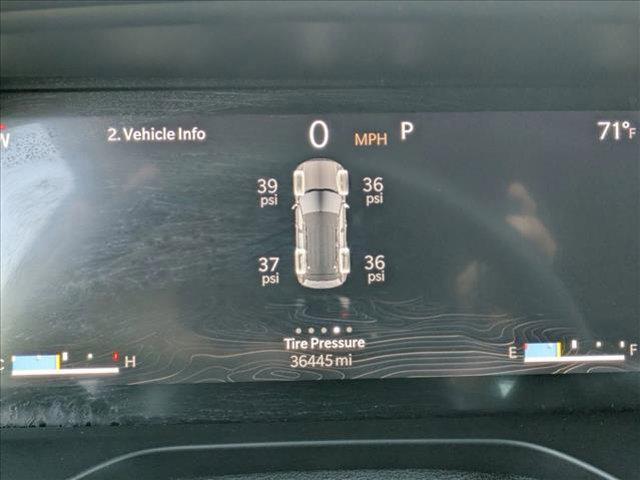 W
2. Vehicle Info
0 MPH
P
71°F
39 psi
36 psi
37 psi
36 psi
Tire Pressure
36445 mi
C H
E F